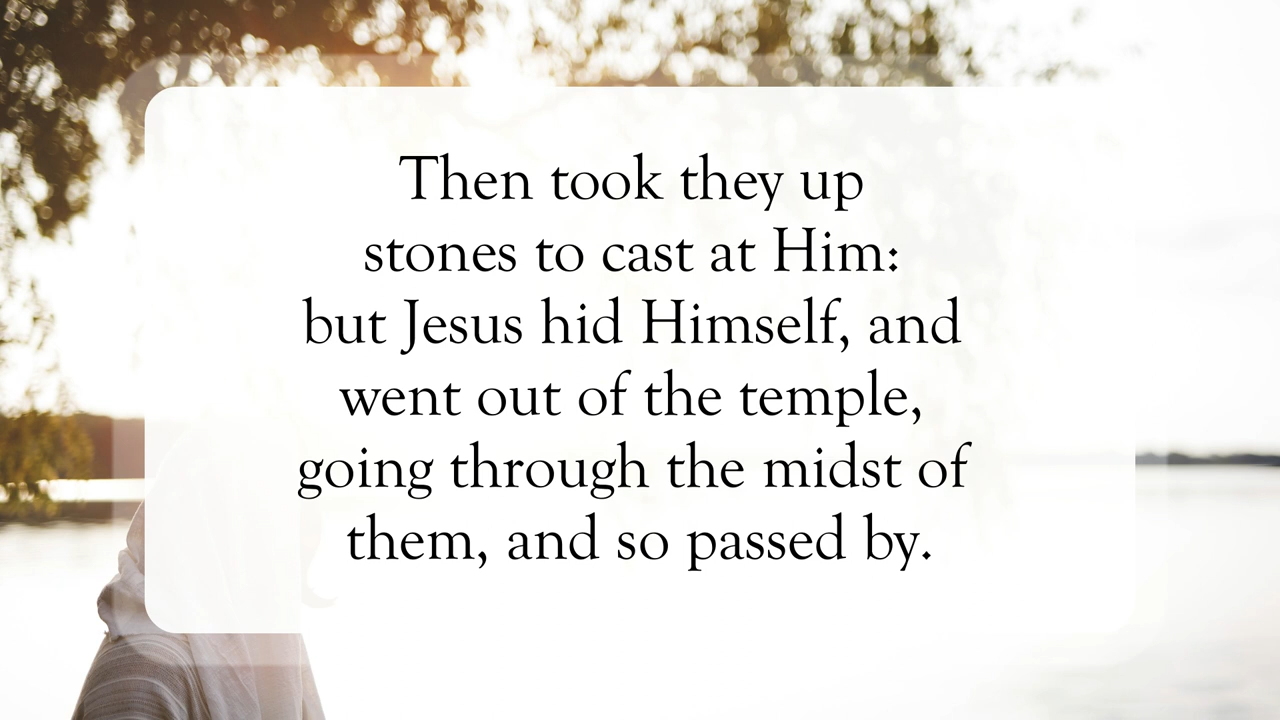 Then took they up
stones to cast at Him:
but Jesus hid Himself, and
went out of the temple,
going through the midst of
them, and so passed by.